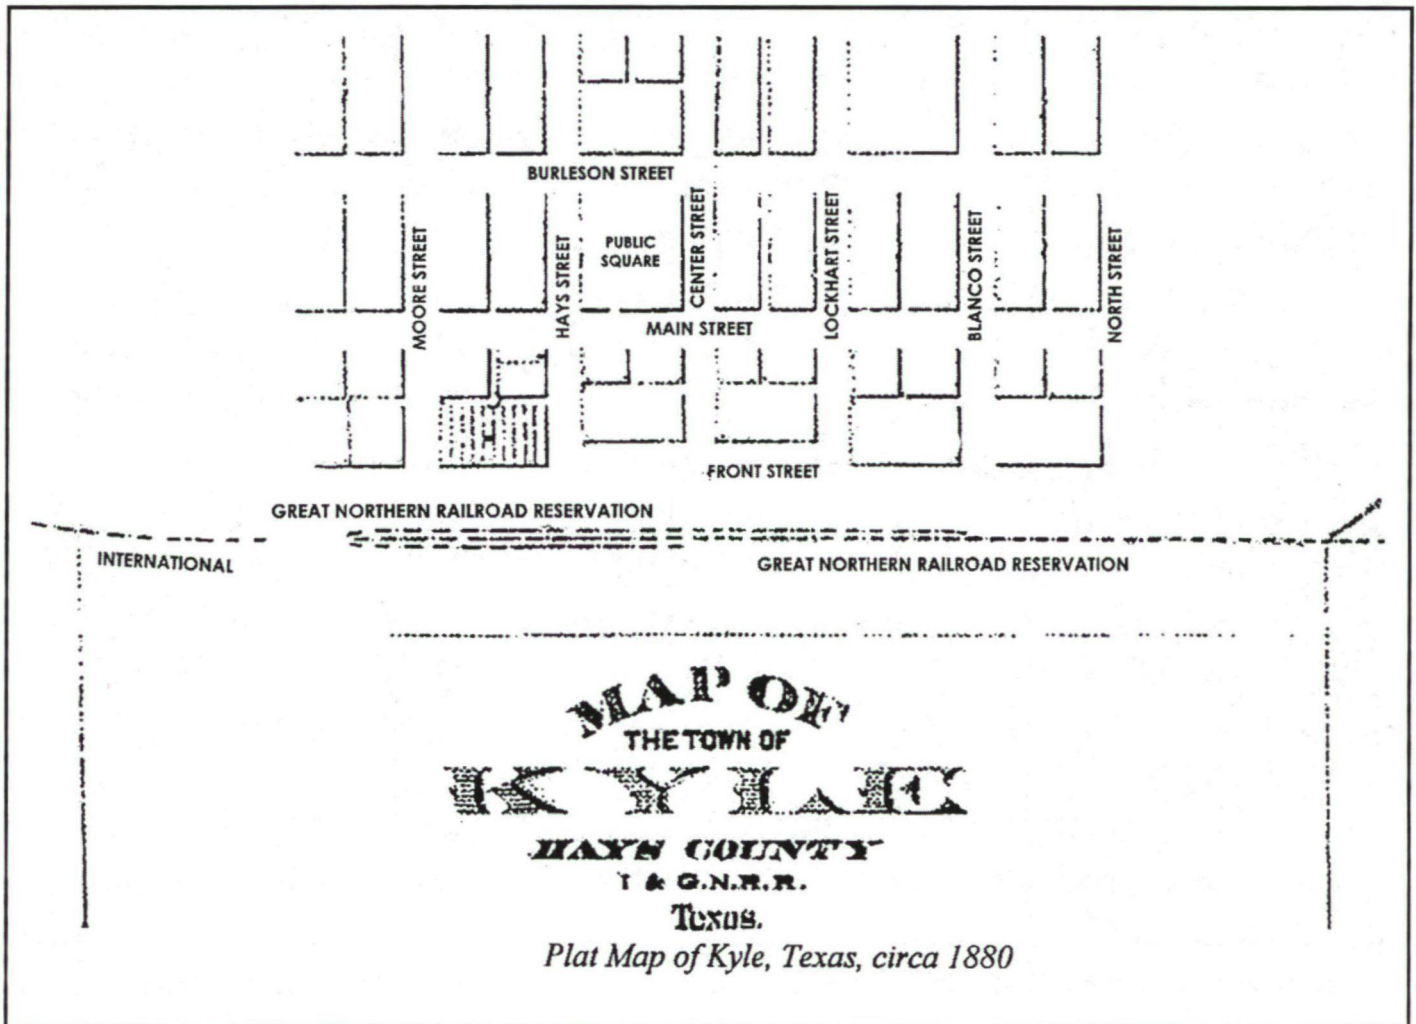 BURLESON STREET
PUBLIC
SQUARE
CENTER STREET
LOCKHART STREET
MOORE STREET
HAYS STREET
BLANCO STREET
NORTH STREET
MAIN STREET
FRONT STREET
GREAT NORTHERN RAILROAD RESERVATION
INTERNATIONAL
GREAT NORTHERN RAILROAD RESERVATION
MAP OF
THE TOWN OF
KYLE
HAYS COUNTY
I & G.N.R.R.
Texas.
Plat Map of Kyle, Texas, circa 1880